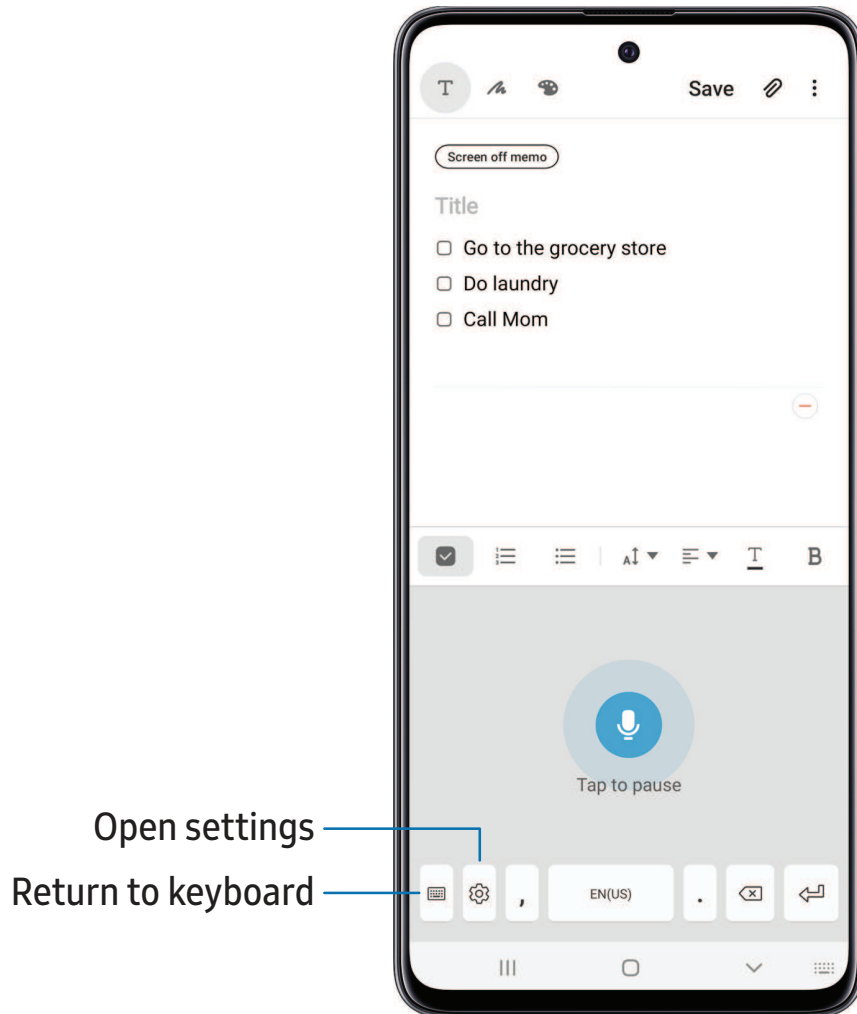 T
Save
Screen off memo
Title
Go to the grocery store
Do laundry
Call Mom
A T B
Tap to pause
Open settings
Return to keyboard
, EN(US) .